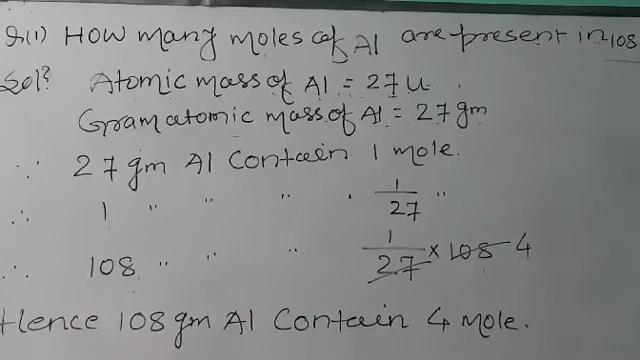 Q.(1) How many moles of Al are present in 108
Sol? Atomic mass of Al = 27u.
Gram atomic mass of Al = 27 gm
∵ 27 gm Al Contain 1 mole.
∴ 1 " " " . 1/27 "
∴ 108 " " " 1/27 × 108 4
Hence 108 gm Al Contain 4 Mole.